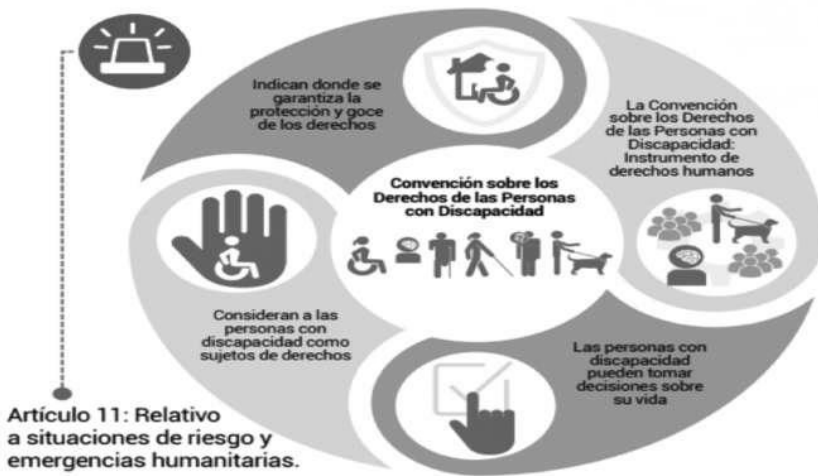 Indican donde se
garantiza la
protección y goce
de los derechos
La Convención
sobre los Derechos
de las Personas con
Discapacidad:
Instrumento de
derechos humanos
Convención sobre los
Derechos de las Personas
con Discapacidad
Consideran a las
personas con
discapacidad como
sujetos de derechos
Las personas con
discapacidad
pueden tomar
decisiones sobre
su vida
Artículo 11: Relativo
a situaciones de riesgo y
emergencias humanitarias.